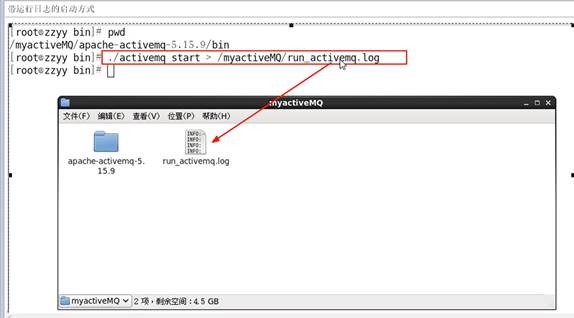 带运行日志的启动方式
[root@zzyy bin]# pwd
/myactiveMQ/apache-activemq-5.15.9/bin
[root@zzyy bin]# ./activemq start > /myactiveMQ/run_activemq.log
[root@zzyy bin]#
myactiveMQ
文件(F) 编辑(E) 查看(V) 位置(P) 帮助(H)
INFO:
INFO:
INFO:
INFO:
apache-activemq-5.
15.9
run_activemq.log
myactiveMQ 2 项，剩余空间：4.5 GB